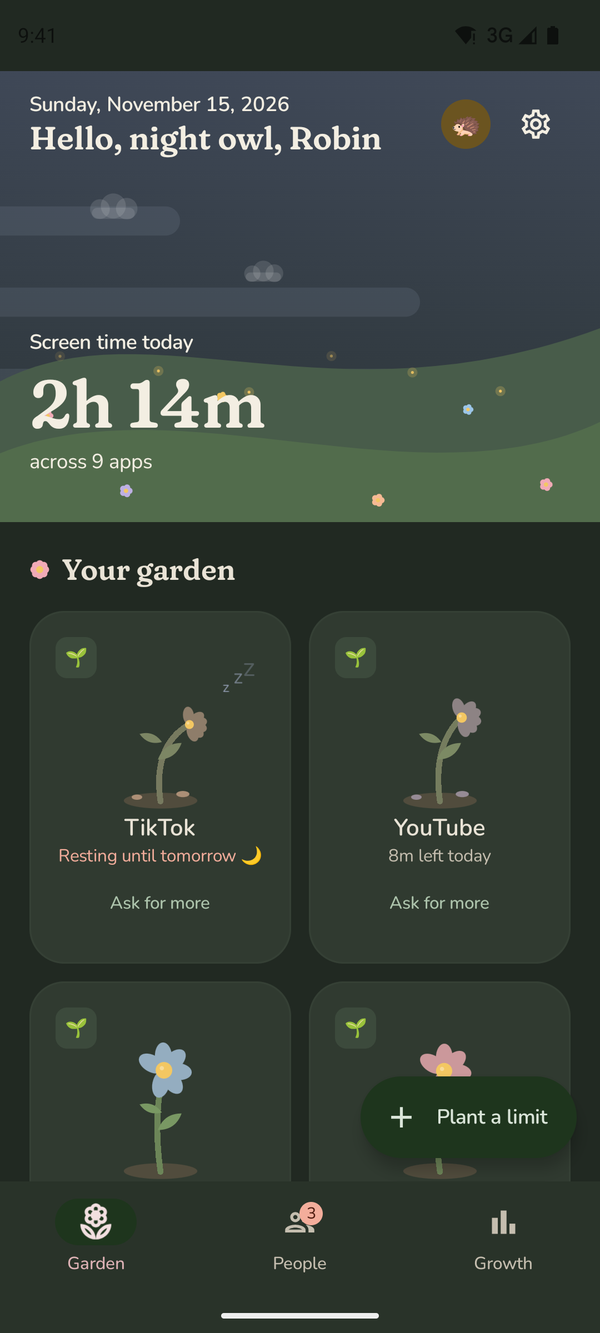 9:41
3G
Sunday, November 15, 2026
Hello, night owl, Robin
Screen time today
2h 14m
across 9 apps
Your garden
z z Z
TikTok
Resting until tomorrow 🌙
Ask for more
YouTube
8m left today
Ask for more
+ Plant a limit
3
Garden
People
Growth